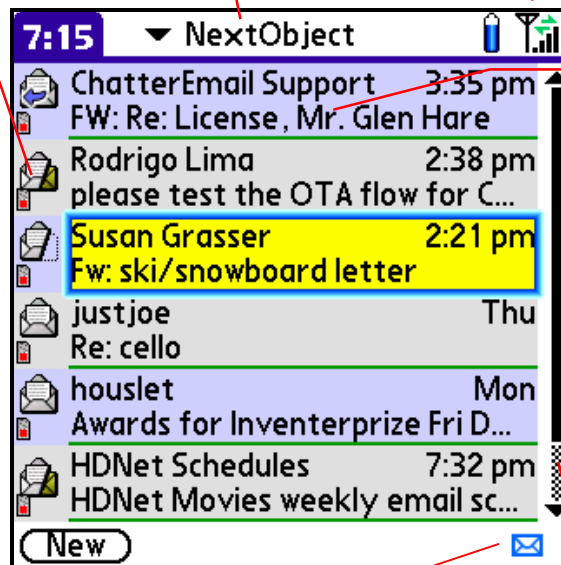 7:15 NextObject
ChatterEmail Support 3:35 pm
FW: Re: License, Mr. Glen Hare
Rodrigo Lima 2:38 pm
please test the OTA flow for C...
Susan Grasser 2:21 pm
Fw: ski/snowboard letter
justjoe Thu
Re: cello
houslet Mon
Awards for Inventerprize Fri D...
HDNet Schedules 7:32 pm
HDNet Movies weekly email sc...
New